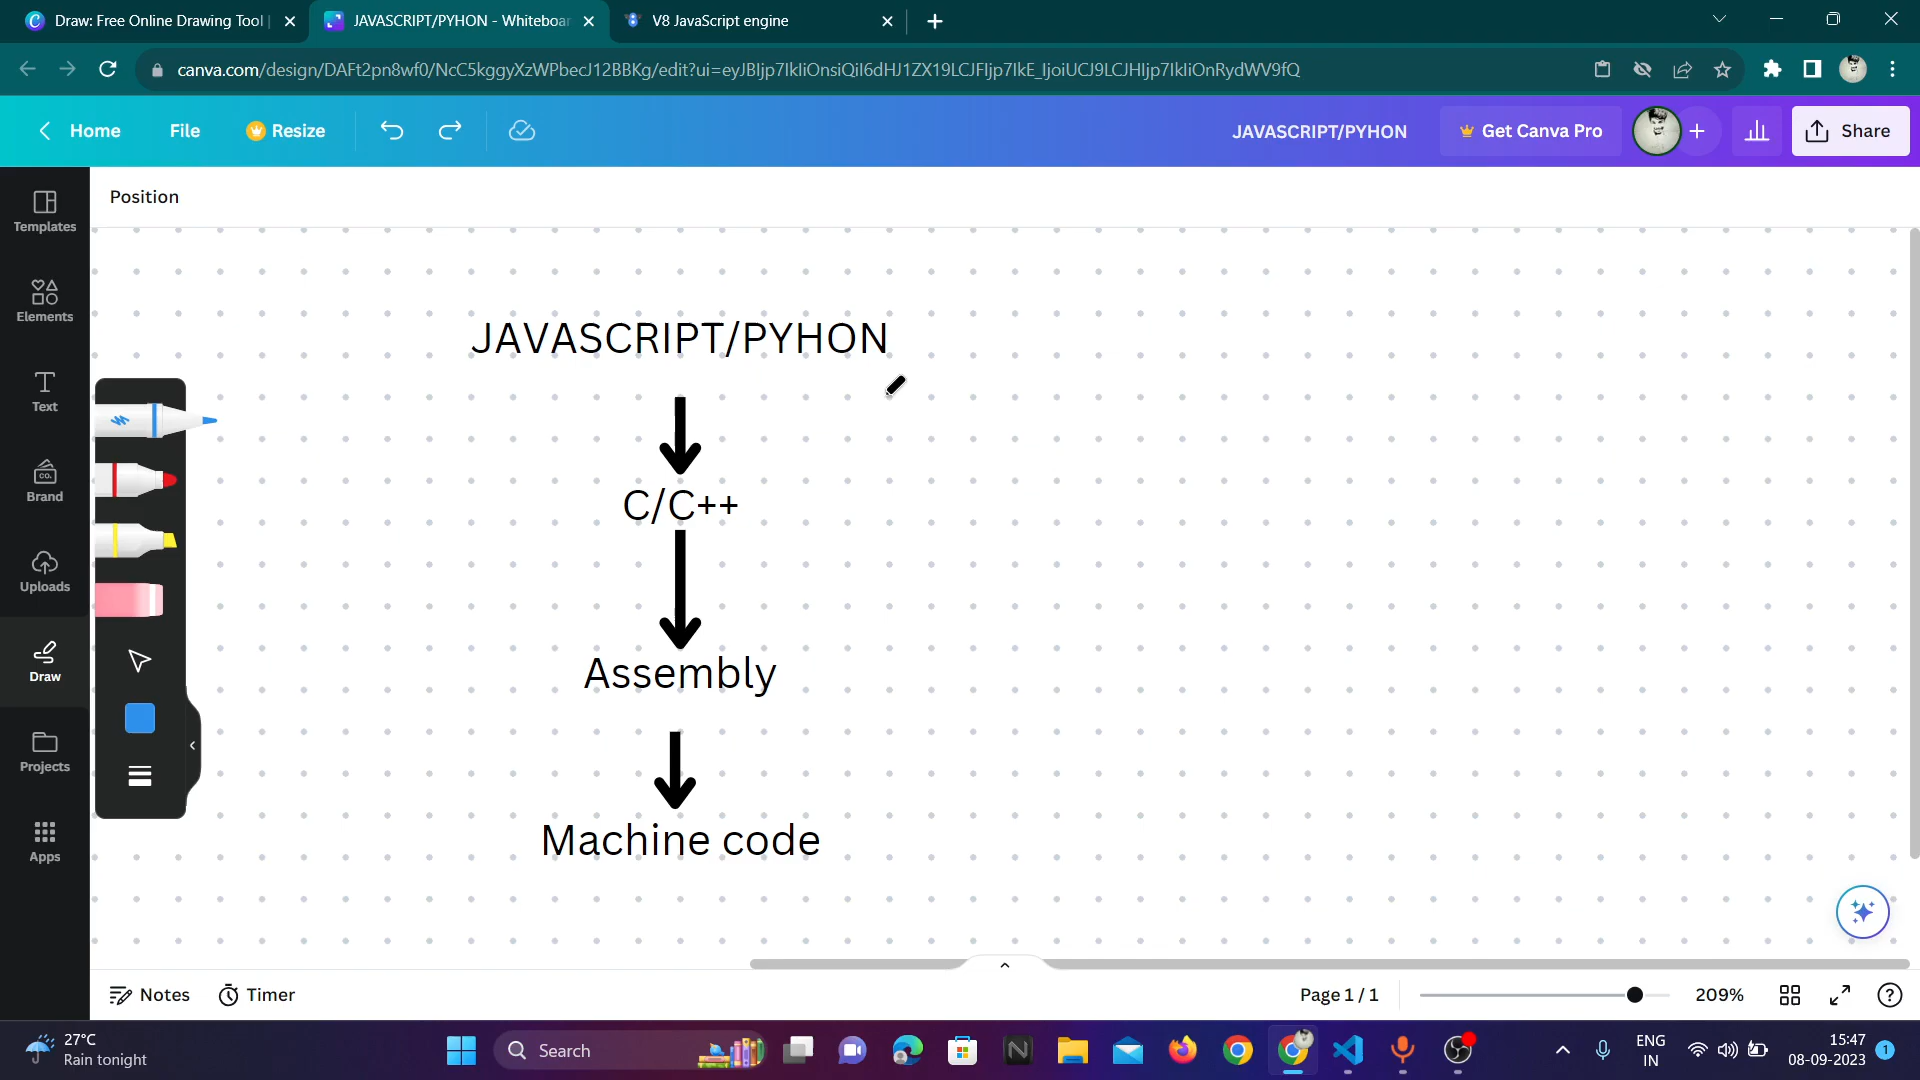 Draw: Free Online Drawing Tool |
JAVASCRIPT/PYHON - Whiteboar
V8 JavaScript engine
canva.com/design/DAFt2pn8wf0/NcC5kggyXzWPbecJ12BBKg/edit?ui=eyJBIjp7IkIiOnsiQiI6dHJ1ZX19LCJFIjp7IkE_IjoiUCJ9LCJHIjp7IkIiOnRydWV9fQ
Home
File
Resize
JAVASCRIPT/PYHON
Get Canva Pro
Share
Position
Templates
Elements
Text
CO.
Brand
Uploads
Draw
Projects
Apps
JAVASCRIPT/PYHON
C/C++
Assembly
Machine code
Notes
Timer
Page 1 / 1
209%
27°C
Rain tonight
Search
ENG
IN
15:47
08-09-2023
1